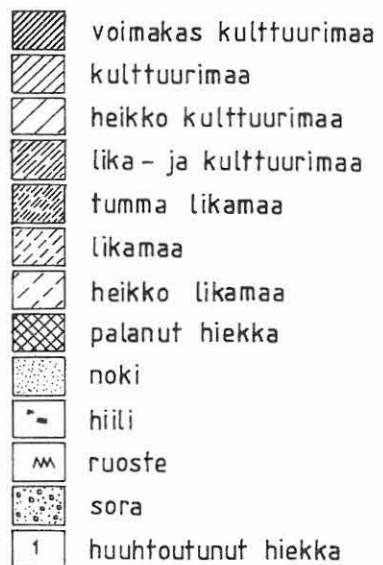 voimakas kulttuurimaa
kulttuurimaa
heikko kulttuurimaa
lika- ja kulttuurimaa
tumma likamaa
likamaa
heikko likamaa
palanut hiekka
noki
hiili
ruoste
sora
1 huuhtoutunut hiekka